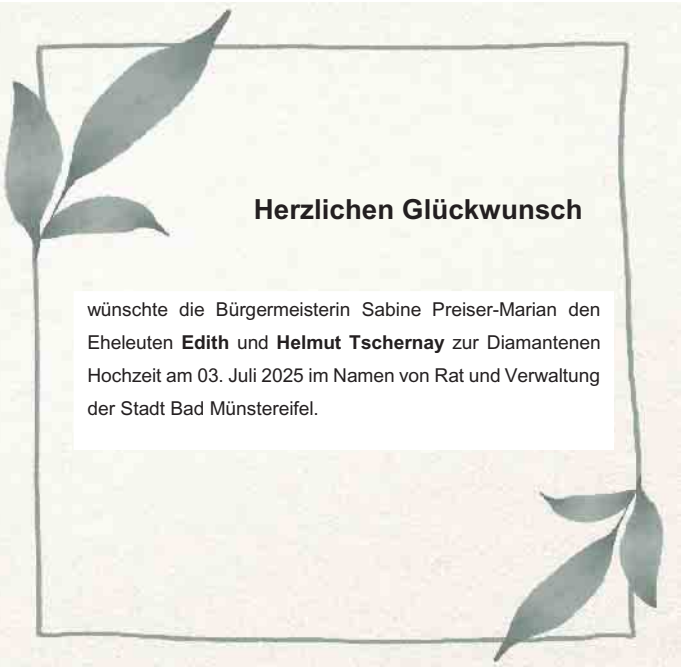 Herzlichen Glückwunsch
wünschte die Bürgermeisterin Sabine Preiser-Marian den
Eheleuten Edith und Helmut Tschernay zur Diamantenen
Hochzeit am 03. Juli 2025 im Namen von Rat und Verwaltung
der Stadt Bad Münstereifel.